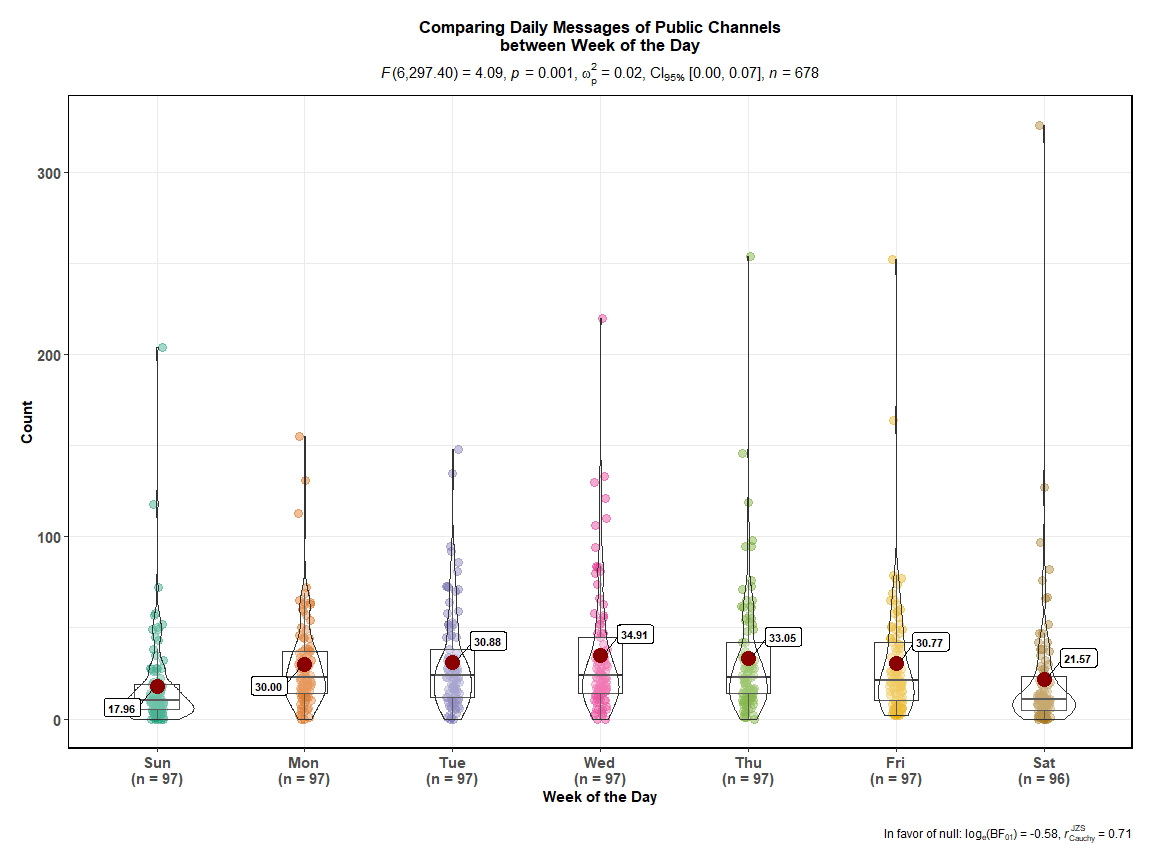 Comparing Daily Messages of Public Channels
between Week of the Day
F(6,297.40) = 4.09, p = 0.001, ω²ₚ = 0.02, CI₉₅% [0.00, 0.07], n = 678
Count
300
200
100
0
17.96
30.00
30.88
34.91
33.05
30.77
21.57
Sun Mon Tue Wed Thu Fri Sat
(n = 97) (n = 97) (n = 97) (n = 97) (n = 97) (n = 97) (n = 96)
Week of the Day
In favor of null: logₑ(BF₀₁) = -0.58, r JZS Cauchy = 0.71